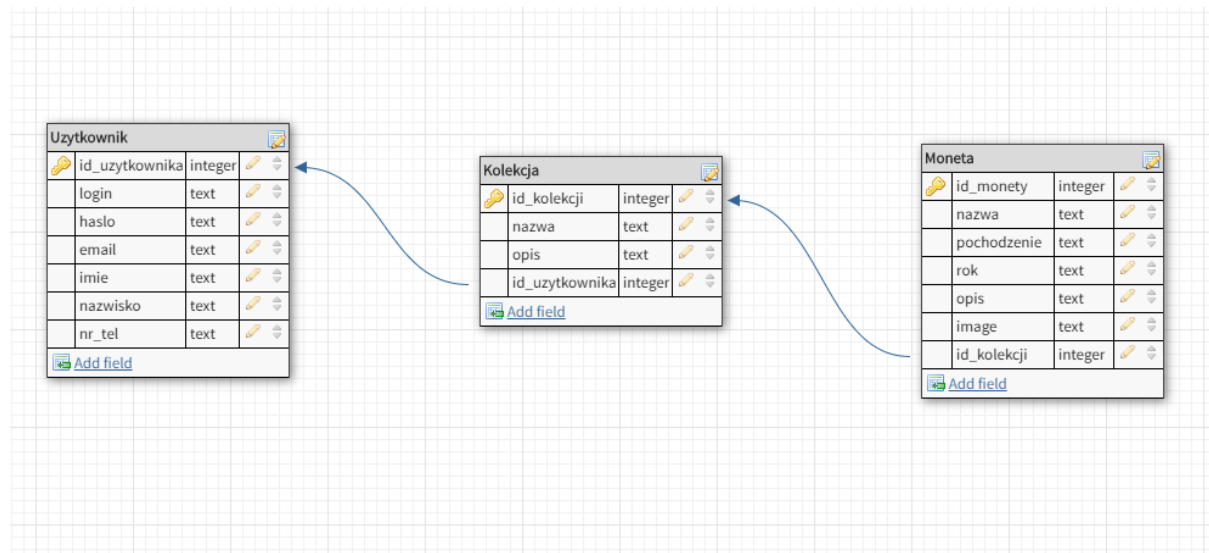 Uzytkownik
id_uzytkownika integer
login text
haslo text
email text
imie text
nazwisko text
nr_tel text
Add field
Kolekcja
id_kolekcji integer
nazwa text
opis text
id_uzytkownika integer
Add field
Moneta
id_monety integer
nazwa text
pochodzenie text
rok text
opis text
image text
id_kolekcji integer
Add field